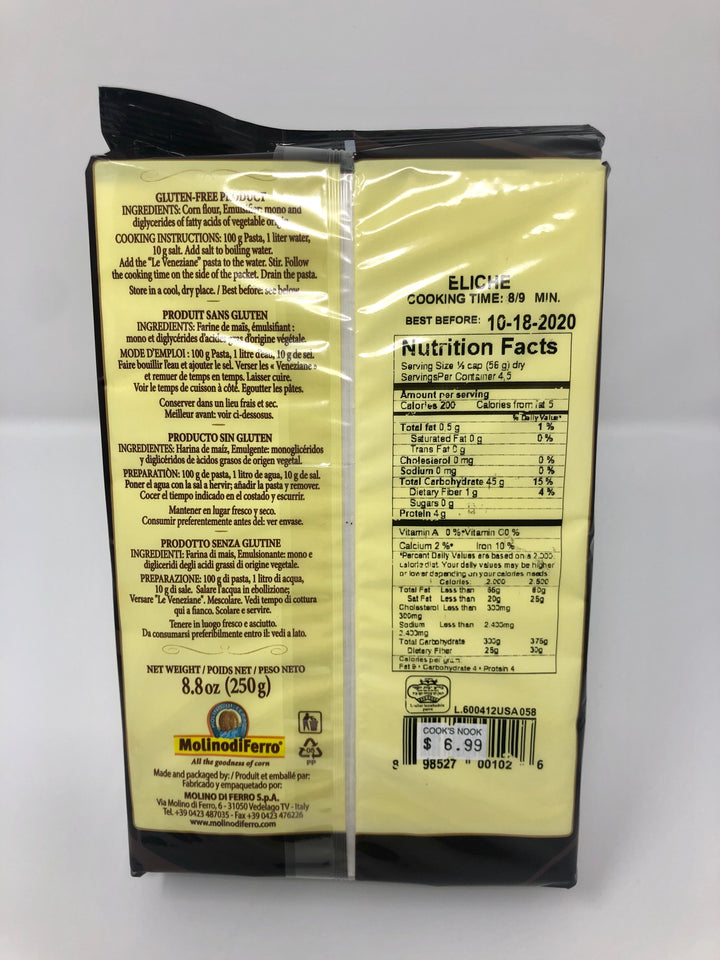 GLUTEN-FREE
INGREDIENTS: Corn flour, Emulsifier: mono and
diglycerides of fatty acids of vegetable
COOKING INSTRUCTIONS: 100 g Pasta, 1 liter water,
10 g salt. Add salt to boiling water.
Add the "Le Veneziane" pasta to the water. Stir. Follow
the cooking time on the side of the packet. Drain the pasta.
Store in a cool, dry place. / Best before: see below
PRODUIT SANS GLUTEN
INGREDIENTS: Farine de maïs, émulsifiant :
mono et diglycérides d'acides gras d'origine végétale.
MODE D'EMPLOI : 100 g Pasta, 1 litre d'eau, 10 g de sel.
Faire bouillir l'eau et ajouter le sel. Verser les « Veneziane »
et remuer de temps en temps. Laisser cuire.
Voir le temps de cuisson à côté. Egoutter les pâtes.
Conserver dans un lieu frais et sec.
Meilleur avant: voir ci-dessous.
PRODUCTO SIN GLUTEN
INGREDIENTES: Harina de maíz, Emulgente: monoglicéridos
y diglicéridos de àcidos grasos de origen vegetal.
PREPARATIÒN: 100 g de pasta, 1 litro de agua, 10 g de sal.
Poner el agua con la sal a hervir; añadir la pasta y remover.
Cocer el tiempo indicado en el costado y escurrir.
Mantener en lugar fresco y seco.
Consumir preferentemente antes del: ver envase.
PRODOTTO SENZA GLUTINE
INGREDIENTI: Farina di mais, Emulsionante: mono e
digliceridi degli acidi grassi di origine vegetale.
PREPARAZIONE: 100 g di pasta, 1 litro di acqua,
10 g di sale. Salare l'acqua in ebollizione;
Versare "Le Veneziane". Mescolare. Vedi tempo di cottura
qui a fianco. Scolare e servire.
Tenere in luogo fresco e asciutto.
Da consumarsi preferibilmente entro il: vedi a lato.
NET WEIGHT / POIDS NET / PESO NETO
8.8 oz (250 g)
MolinodiFerro®
All the goodness of corn
PP
Made and packaged by: / Produit et emballé par:
Fabricado y empaquetado por:
MOLINO DI FERRO S.p.A.
Via Molino di Ferro, 6 - 31050 Vedelago TV - Italy
Tel. +39 0423 487035 - Fax +39 0423 476226
www.molinodiferro.com
ELICHE
COOKING TIME: 8/9 MIN.
BEST BEFORE: 10-18-2020
Nutrition Facts
Serving Size ½ cap (56 g) dry
ServingsPer Container 4,5
Amount per serving
Calories 200 Calories from fat 5
% Daily Value*
Total fat 0,5 g 1 %
Saturated Fat 0 g 0 %
Trans Fat 0 g
Cholesterol 0 mg 0 %
Sodium 0 mg 0 %
Total Carbohydrate 45 g 15 %
Dietary Fiber 1 g 4 %
Sugars 0 g
Protein 4 g
Vitamin A 0 %•Vitamin C0 %
Calcium 2 %• Iron 10 %
*Percent Daily Values are based on a 2.000
calorie diet. Your daily values may be higher
or lower depending on your calories needs
Calories: 2.000 2.500
Total Fat Less than 65g 80g
Sat Fat Less than 20g 25g
Cholesterol Less than 300mg
300mg
Sodium Less than 2.400mg
2.400mg
Total Carbohydrate 300g 375g
Dietary Fiber 25g 30g
Calories per gram:
Fat 9 • Carbohydrate 4 • Protein 4
L.600412USA058
COOK'S NOOK
$ 6.99
8 98527 00102 6